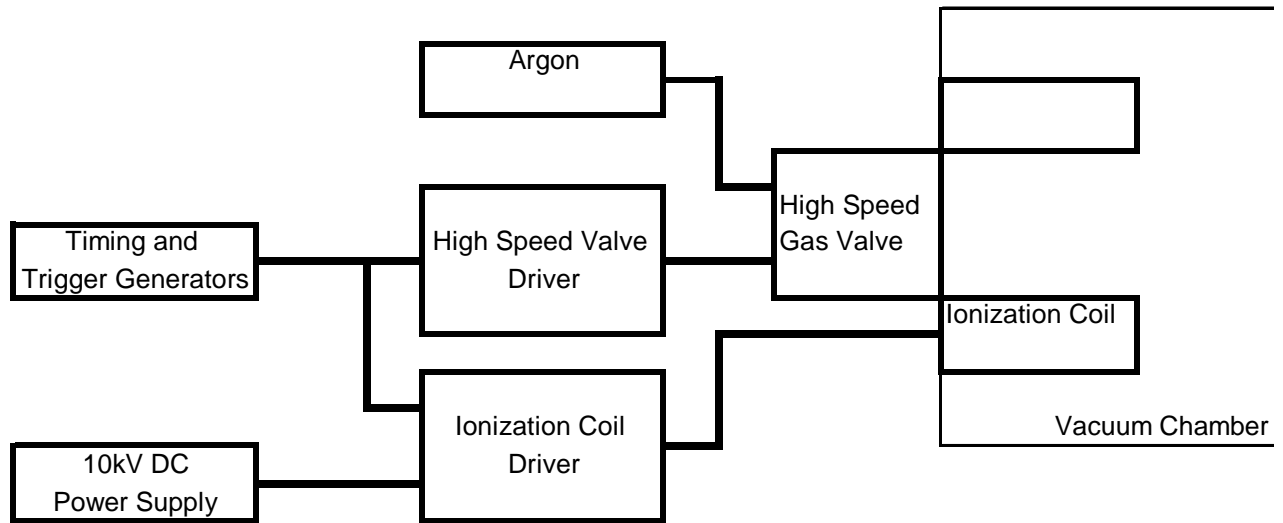 Argon
High Speed
Gas Valve
Timing and
Trigger Generators
High Speed Valve
Driver
Ionization Coil
Ionization Coil
Driver
Vacuum Chamber
10kV DC
Power Supply